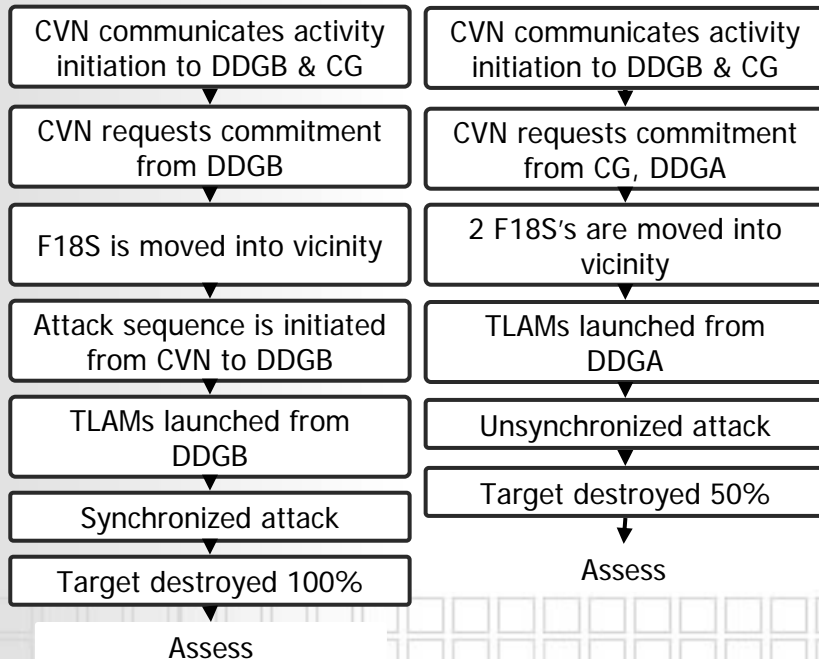 CVN communicates activity
initiation to DDGB & CG
CVN requests commitment
from DDGB
F18S is moved into vicinity
Attack sequence is initiated
from CVN to DDGB
TLAMs launched from
DDGB
Synchronized attack
Target destroyed 100%
Assess
CVN communicates activity
initiation to DDGB & CG
CVN requests commitment
from CG, DDGA
2 F18S's are moved into
vicinity
TLAMs launched from
DDGA
Unsynchronized attack
Target destroyed 50%
Assess